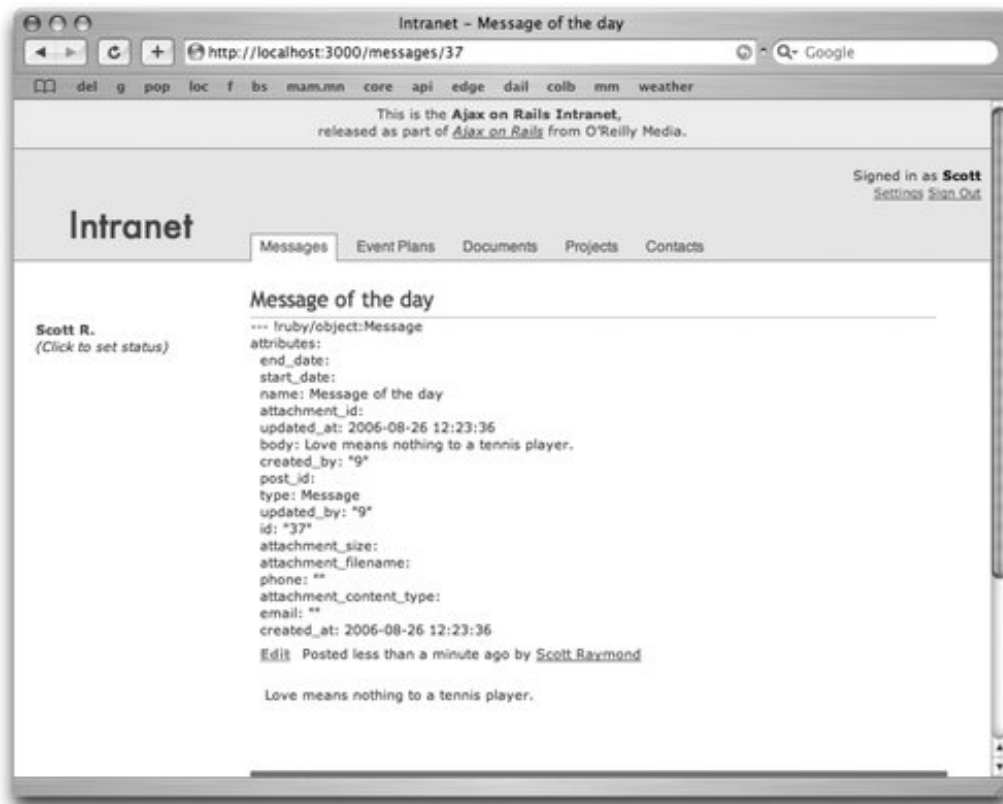 Intranet – Message of the day
http://localhost:3000/messages/37
Google
del g pop loc f bs mam.mn core api edge dail colb mm weather
This is the Ajax on Rails Intranet,
released as part of Ajax on Rails from O'Reilly Media.
Signed in as Scott
Settings Sign Out
Intranet
Messages Event Plans Documents Projects Contacts
Message of the day
Scott R.
(Click to set status)
--- !ruby/object:Message
attributes:
end_date:
start_date:
name: Message of the day
attachment_id:
updated_at: 2006-08-26 12:23:36
body: Love means nothing to a tennis player.
created_by: "9"
post_id:
type: Message
updated_by: "9"
id: "37"
attachment_size:
attachment_filename:
phone: ""
attachment_content_type:
email: ""
created_at: 2006-08-26 12:23:36
Edit Posted less than a minute ago by Scott Raymond
Love means nothing to a tennis player.